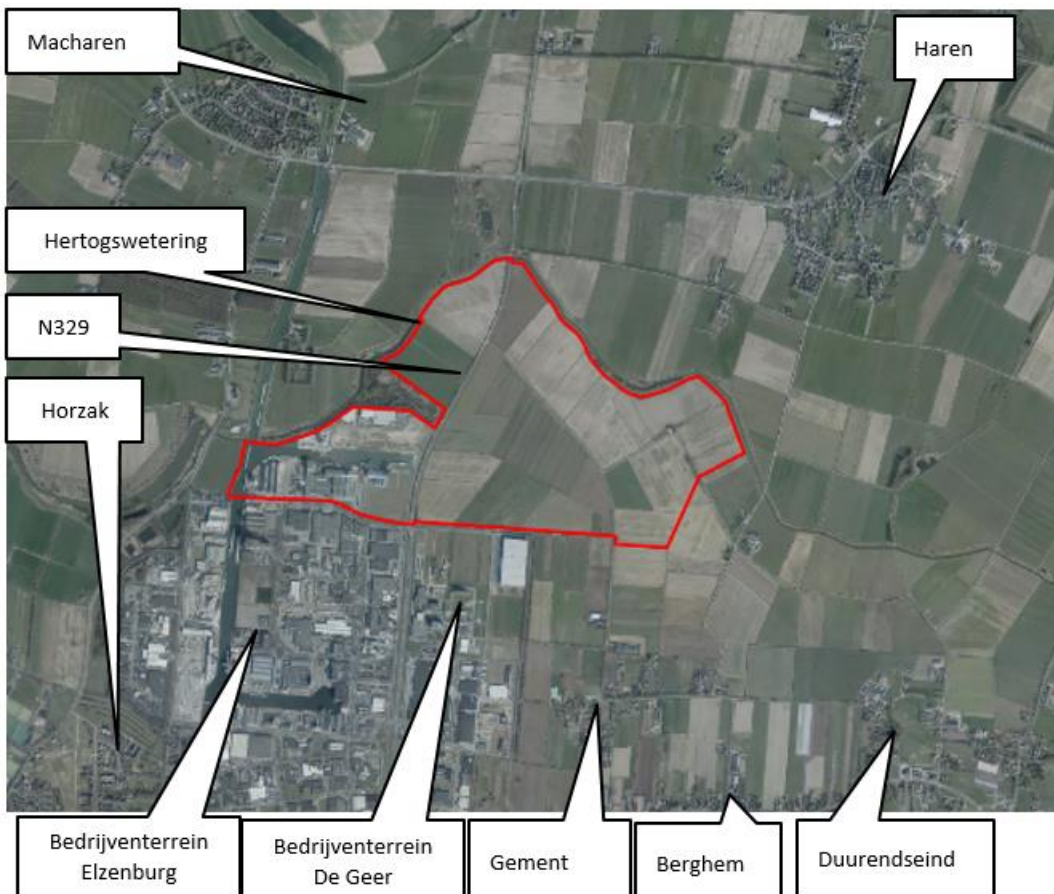 Macharen
Haren
Hertogswetering
N329
Horzak
Bedrijventerrein
Elzenburg
Bedrijventerrein
De Geer
Gement
Berghem
Duurendseind